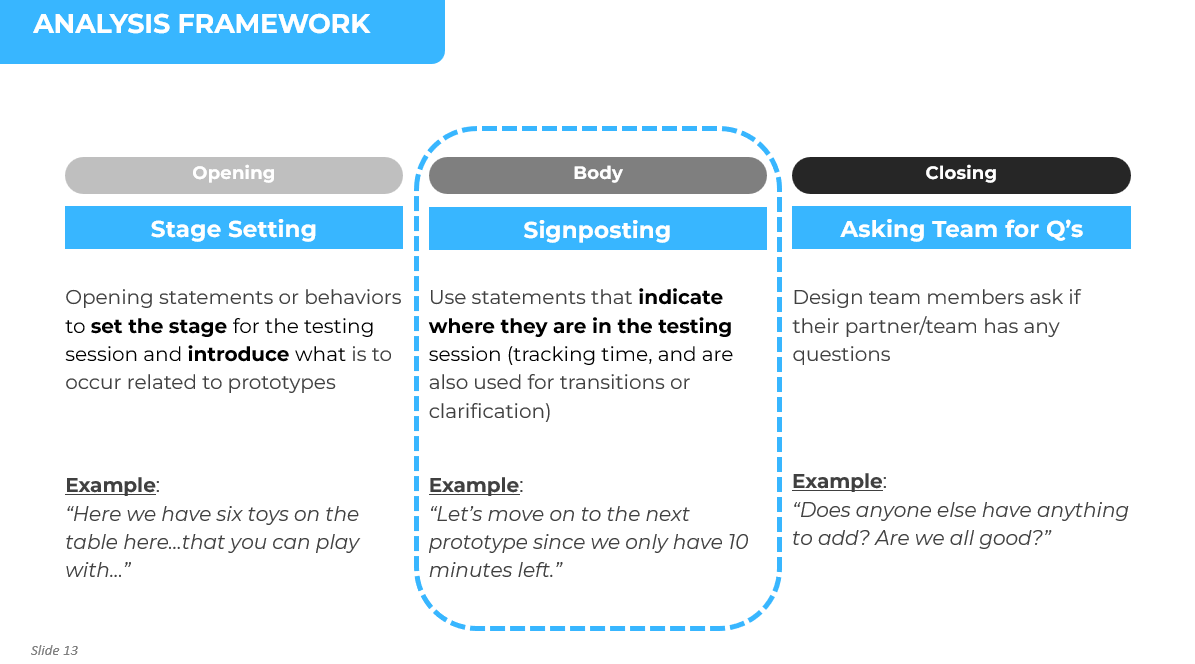 ANALYSIS FRAMEWORK
Opening
Stage Setting
Opening statements or behaviors
to set the stage for the testing
session and introduce what is to
occur related to prototypes
Example:
“Here we have six toys on the
table here...that you can play
with...”
Body
Signposting
Use statements that indicate
where they are in the testing
session (tracking time, and are
also used for transitions or
clarification)
Example:
“Let’s move on to the next
prototype since we only have 10
minutes left.”
Closing
Asking Team for Q’s
Design team members ask if
their partner/team has any
questions
Example:
“Does anyone else have anything
to add? Are we all good?”
Slide 13